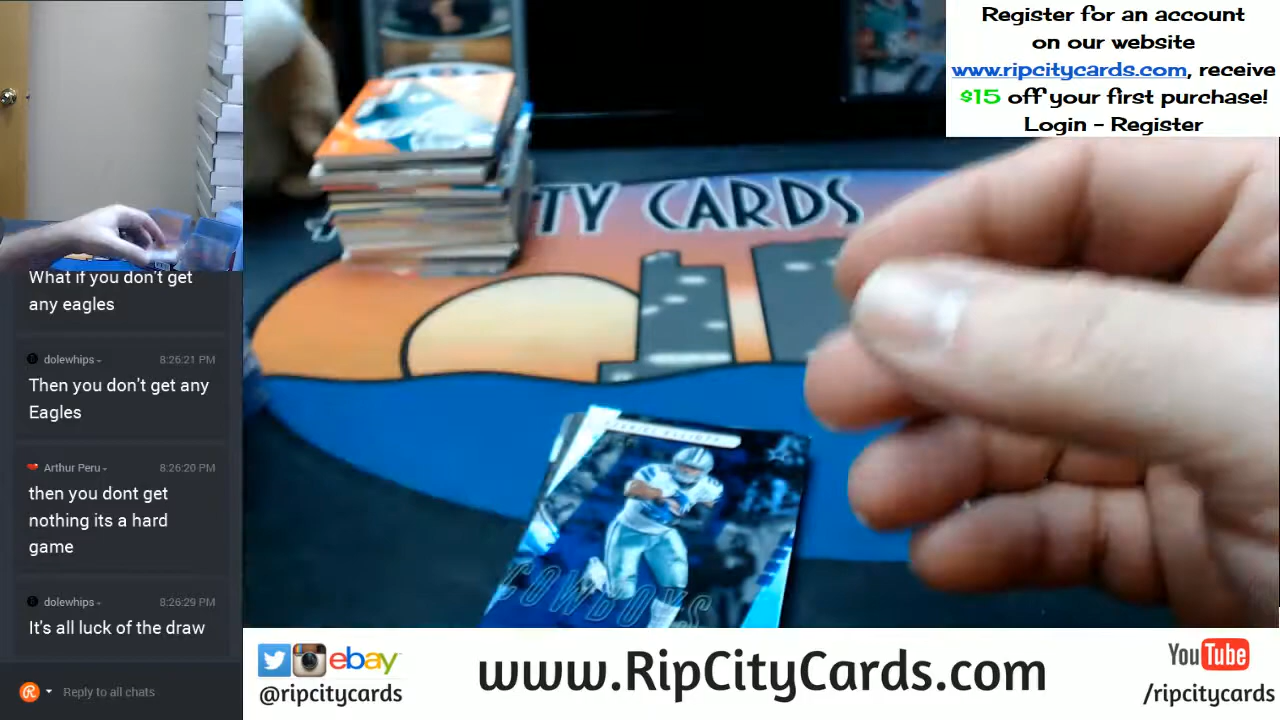 Register for an account
on our website
www.ripcitycards.com, receive
$15 off your first purchase!
Login - Register
CITY CARDS
What if you don't get
any eagles
dolewhips 8:26:21 PM
Then you don't get any
Eagles
Arthur Peru 8:26:20 PM
then you dont get
nothing its a hard
game
dolewhips 8:26:29 PM
It's all luck of the draw
Reply to all chats
ELLIOTT
COWBOYS
ebay
@ripcitycards
www.RipCityCards.com
YouTube
/ripcitycards